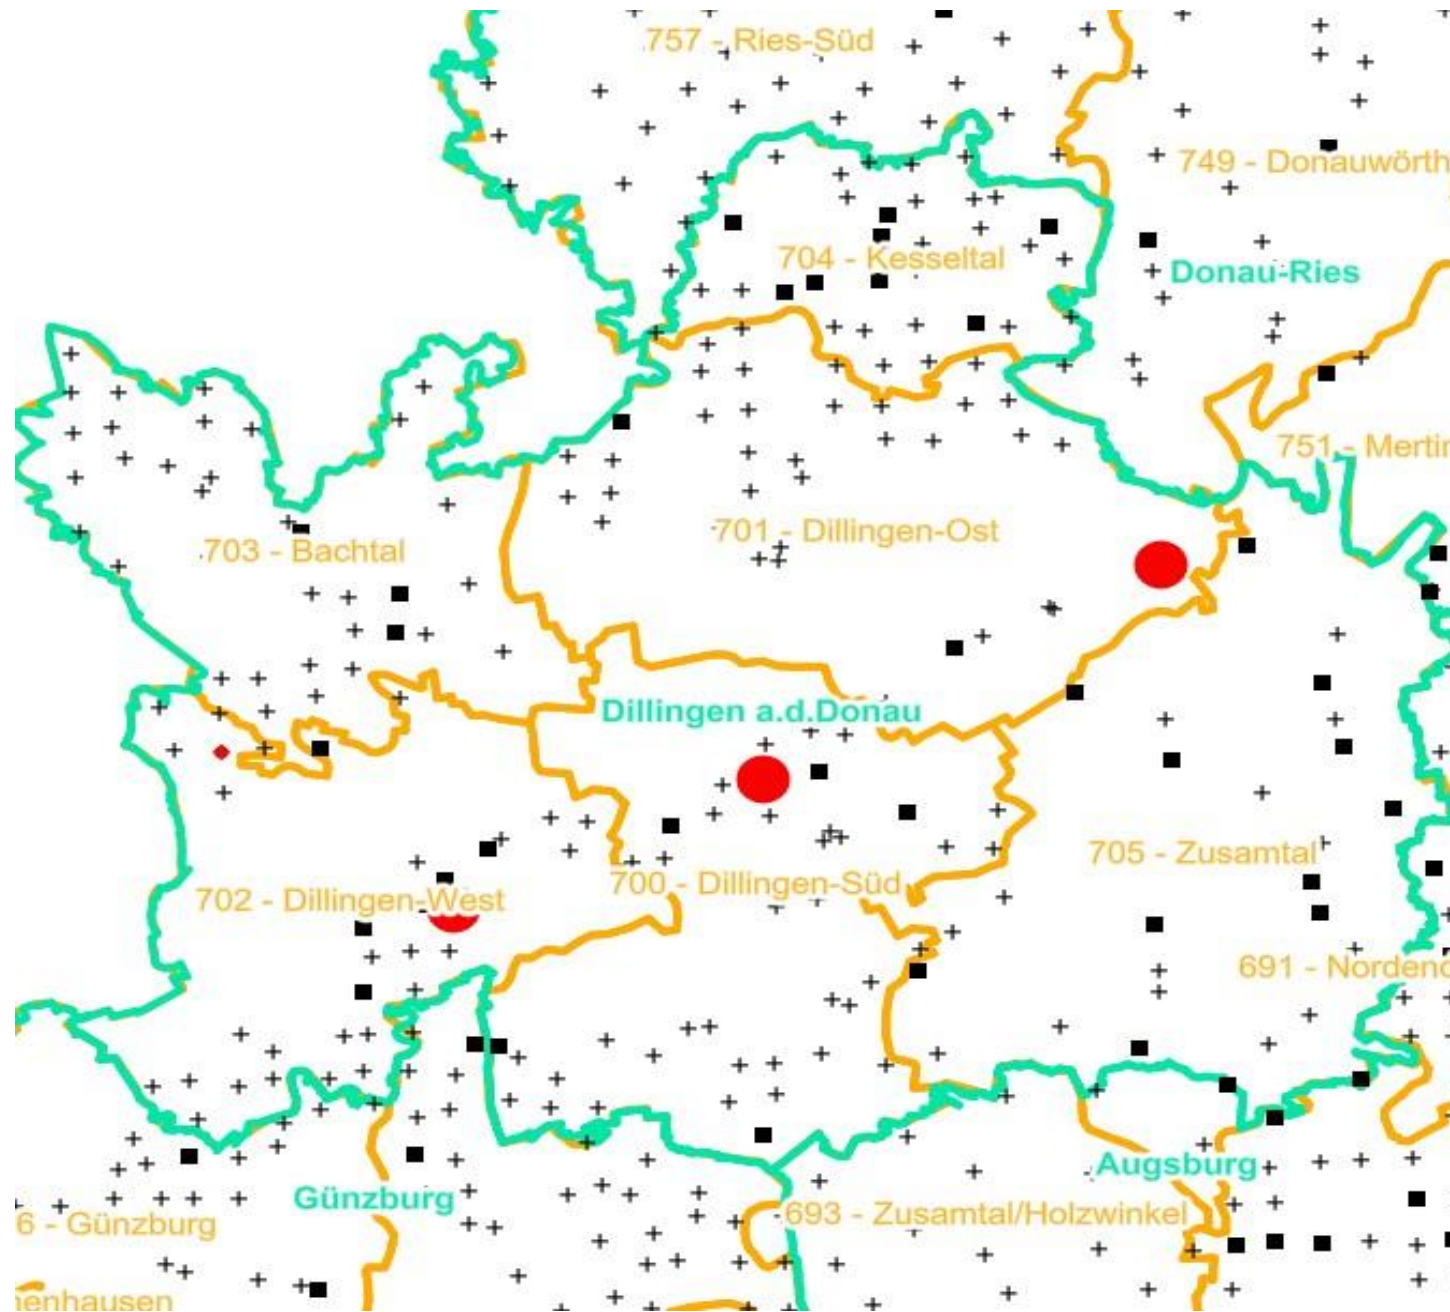 757 - Ries-Süd
749 - Donauwörth
704 - Kesseltal
Donau-Ries
751 - Mertin
701 - Dillingen-Ost
703 - Bachtal
Dillingen a.d.Donau
705 - Zusamtal
700 - Dillingen-Süd
702 - Dillingen-West
691 - Nordend
Augsburg
Günzburg
693 - Zusamtal/Holzwinkel
6 - Günzburg
enhausen